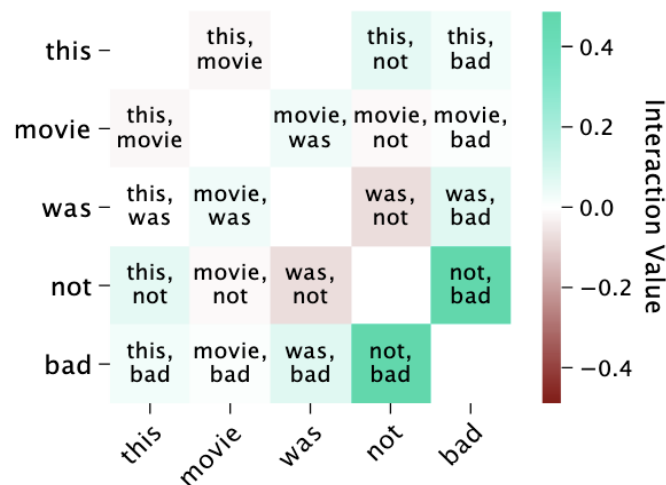 this
this,
movie
this,
not
this,
bad
movie
this,
movie
movie,
was
movie,
not
movie,
bad
was
this,
was
movie,
was
was,
not
was,
bad
not
this,
not
movie,
not
was,
not
not,
bad
bad
this,
bad
movie,
bad
was,
bad
not,
bad
this
movie
was
not
bad
0.4
0.2
0.0
−0.2
−0.4
Interaction Value